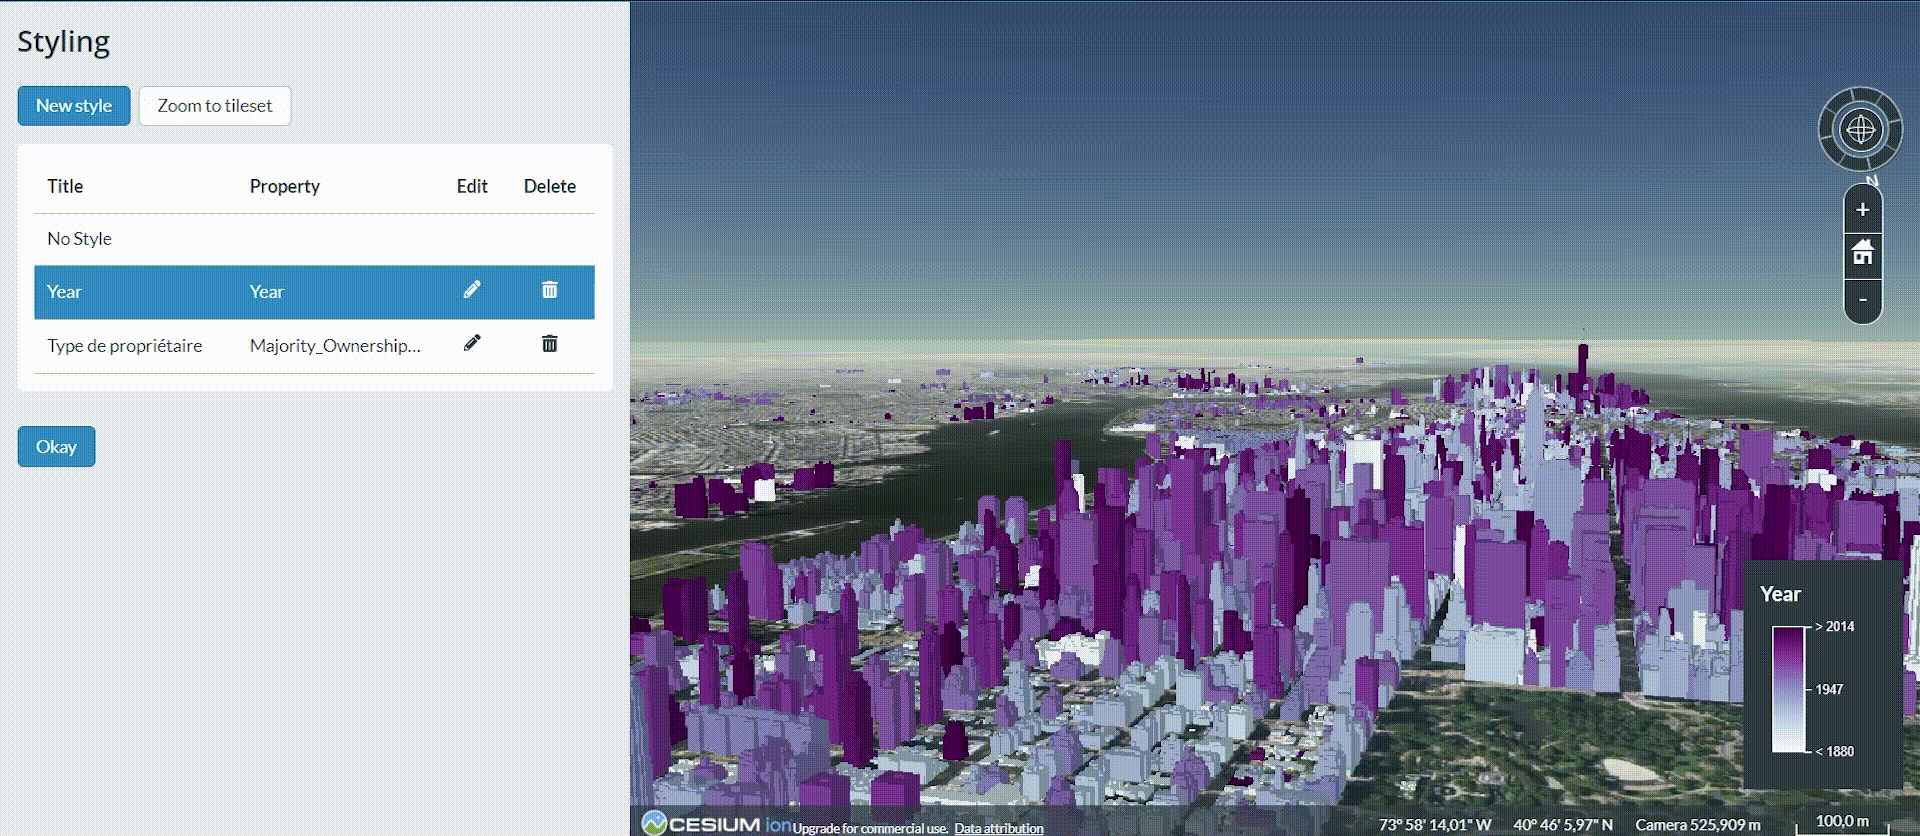 Styling
New style
Zoom to tileset
Title Property Edit Delete
No Style
Year Year
Type de propriétaire Majority_Ownership...
Okay
N
+
-
Year
> 2014
1947
< 1880
CESIUM ion Upgrade for commercial use. Data attribution
73° 58' 14,01" W 40° 46' 5,97" N Camera 525,909 m 100,0 m